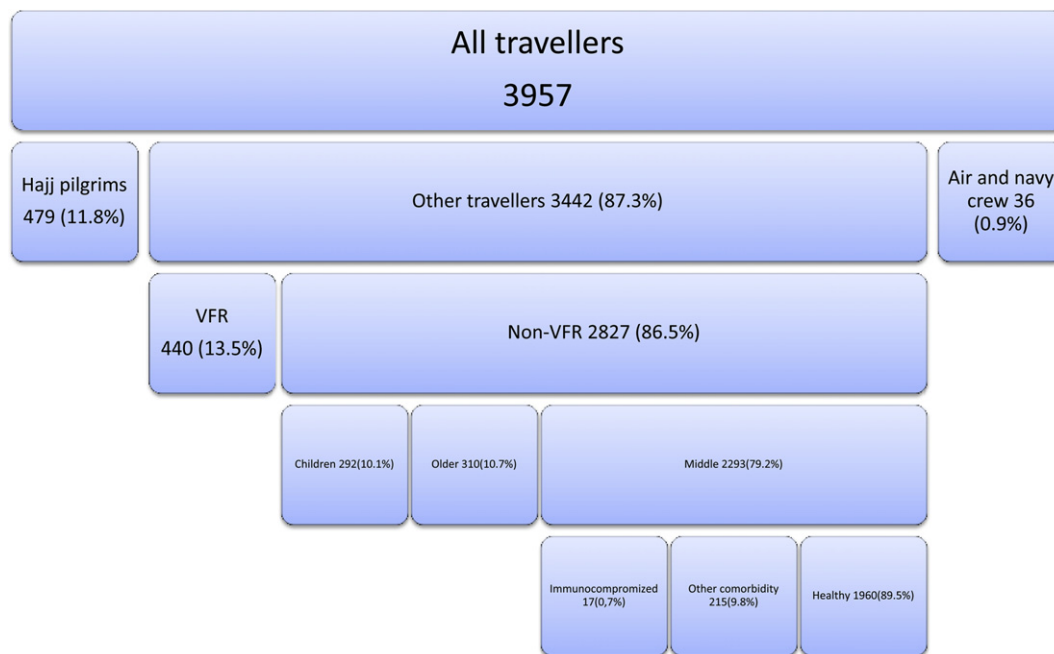 All travellers
3957
Hajj pilgrims
479 (11.8%)
Other travellers 3442 (87.3%)
Air and navy
crew 36
(0.9%)
VFR
440 (13.5%)
Non-VFR 2827 (86.5%)
Children 292(10.1%)
Older 310(10.7%)
Middle 2293(79.2%)
Immunocompromized
17(0,7%)
Other comorbidity
215(9.8%)
Healthy 1960(89.5%)